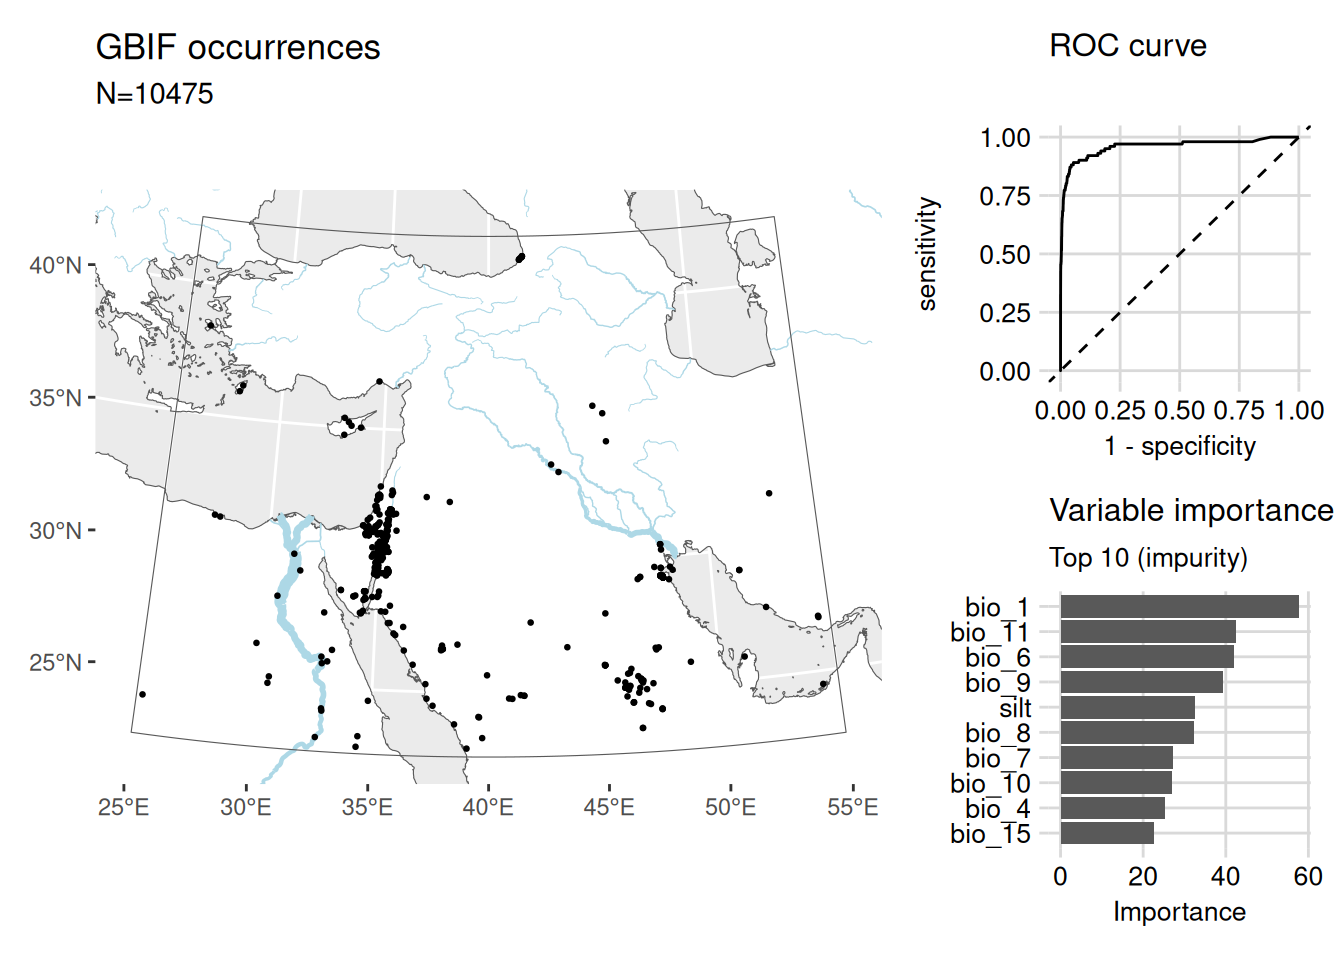 GBIF occurrences
N=10475
40°N
35°N
30°N
25°N
25°E 30°E 35°E 40°E 45°E 50°E 55°E
ROC curve
sensitivity
1.00
0.75
0.50
0.25
0.00
0.00 0.25 0.50 0.75 1.00
1 - specificity
Variable importance
Top 10 (impurity)
bio_1
bio_11
bio_6
bio_9
silt
bio_8
bio_7
bio_10
bio_4
bio_15
0 20 40 60
Importance